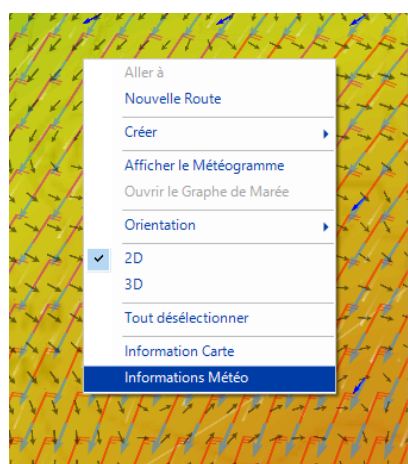 Aller à
Nouvelle Route
Créer
Afficher le Météogramme
Ouvrir le Graphe de Marée
Orientation
2D
3D
Tout désélectionner
Information Carte
Informations Météo